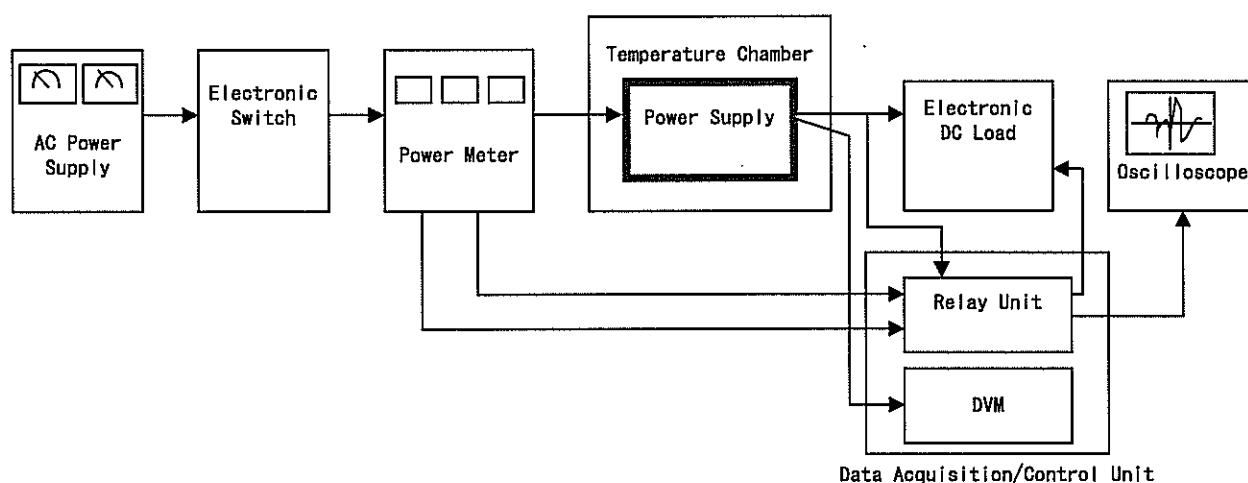 AC Power
Supply
Electronic
Switch
Power Meter
Temperature Chamber
Power Supply
Electronic
DC Load
Oscilloscope
Relay Unit
DVM
Data Acquisition/Control Unit